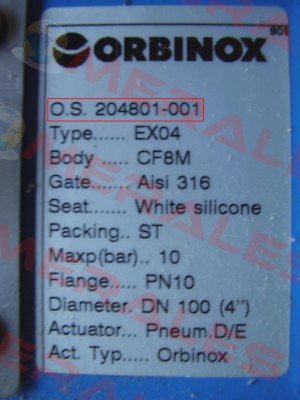 ORBINOX
O.S. 204801-001
Type...... EX04
Body ..... CF8M
Gate....... Aisi 316
Seat....... White silicone
Packing.. ST
Maxp(bar).. 10
Flange..... PN10
Diameter. DN 100 (4")
Actuator... Pneum.D/E
Act. Typ..... Orbinox